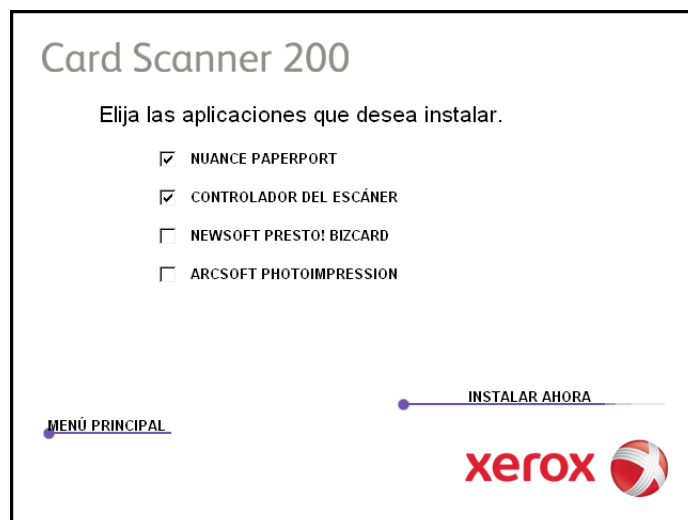 Card Scanner 200
Elija las aplicaciones que desea instalar.
NUANCE PAPERPORT
CONTROLADOR DEL ESCÁNER
NEWSOFT PRESTO! BIZCARD
ARCSOFT PHOTOIMPRESSION
INSTALAR AHORA
MENÚ PRINCIPAL
xerox